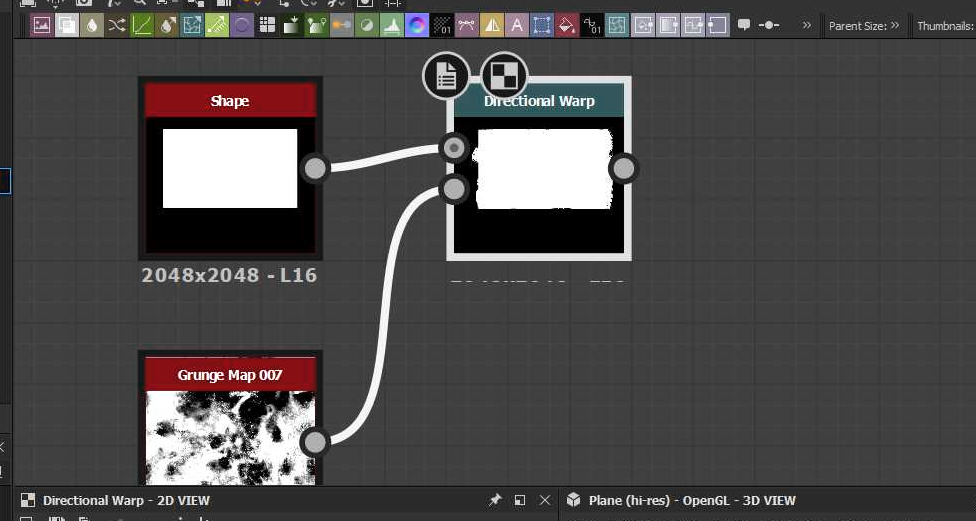 Parent Size:
Thumbnails:
Shape
Directional Warp
2048x2048 - L16
Grunge Map 007
Directional Warp - 2D VIEW
Plane (hi-res) - OpenGL - 3D VIEW